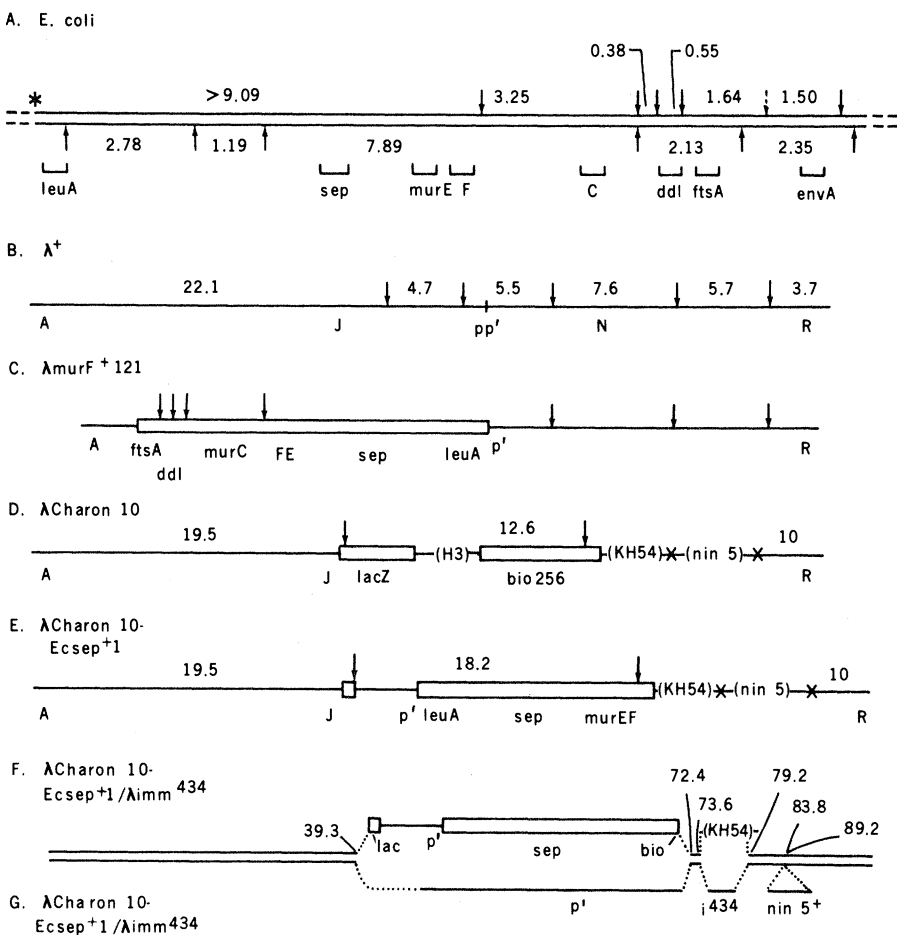 A. E. coli
0.38 0.55
* >9.09 3.25 1.64 1.50
2.78 1.19 7.89 2.13 2.35
leuA sep murE F C ddl ftsA envA
B. λ+
22.1 4.7 5.5 7.6 5.7 3.7
A J pp' N R
C. λmurF + 121
A ftsA murC FE sep leuA p' R
ddl
D. λCharon 10
19.5 12.6 10
(H3) (KH54) x (nin 5) x
A J lacZ bio256 R
E. λCharon 10-
Ecsep+1
19.5 18.2 10
(KH54) x (nin 5) x
A J p' leuA sep murEF R
F. λCharon 10-
Ecsep+1/λimm434
72.4 79.2
73.6 83.8
(KH54)- 89.2
39.3
lac p' sep bio
p' i434 nin 5+
G. λCharon 10-
Ecsep+1/λimm434